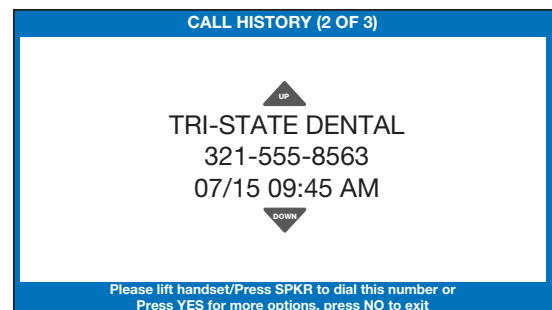 CALL HISTORY (2 OF 3)
UP
TRI-STATE DENTAL
321-555-8563
07/15 09:45 AM
DOWN
Please lift handset/Press SPKR to dial this number or
Press YES for more options, press NO to exit